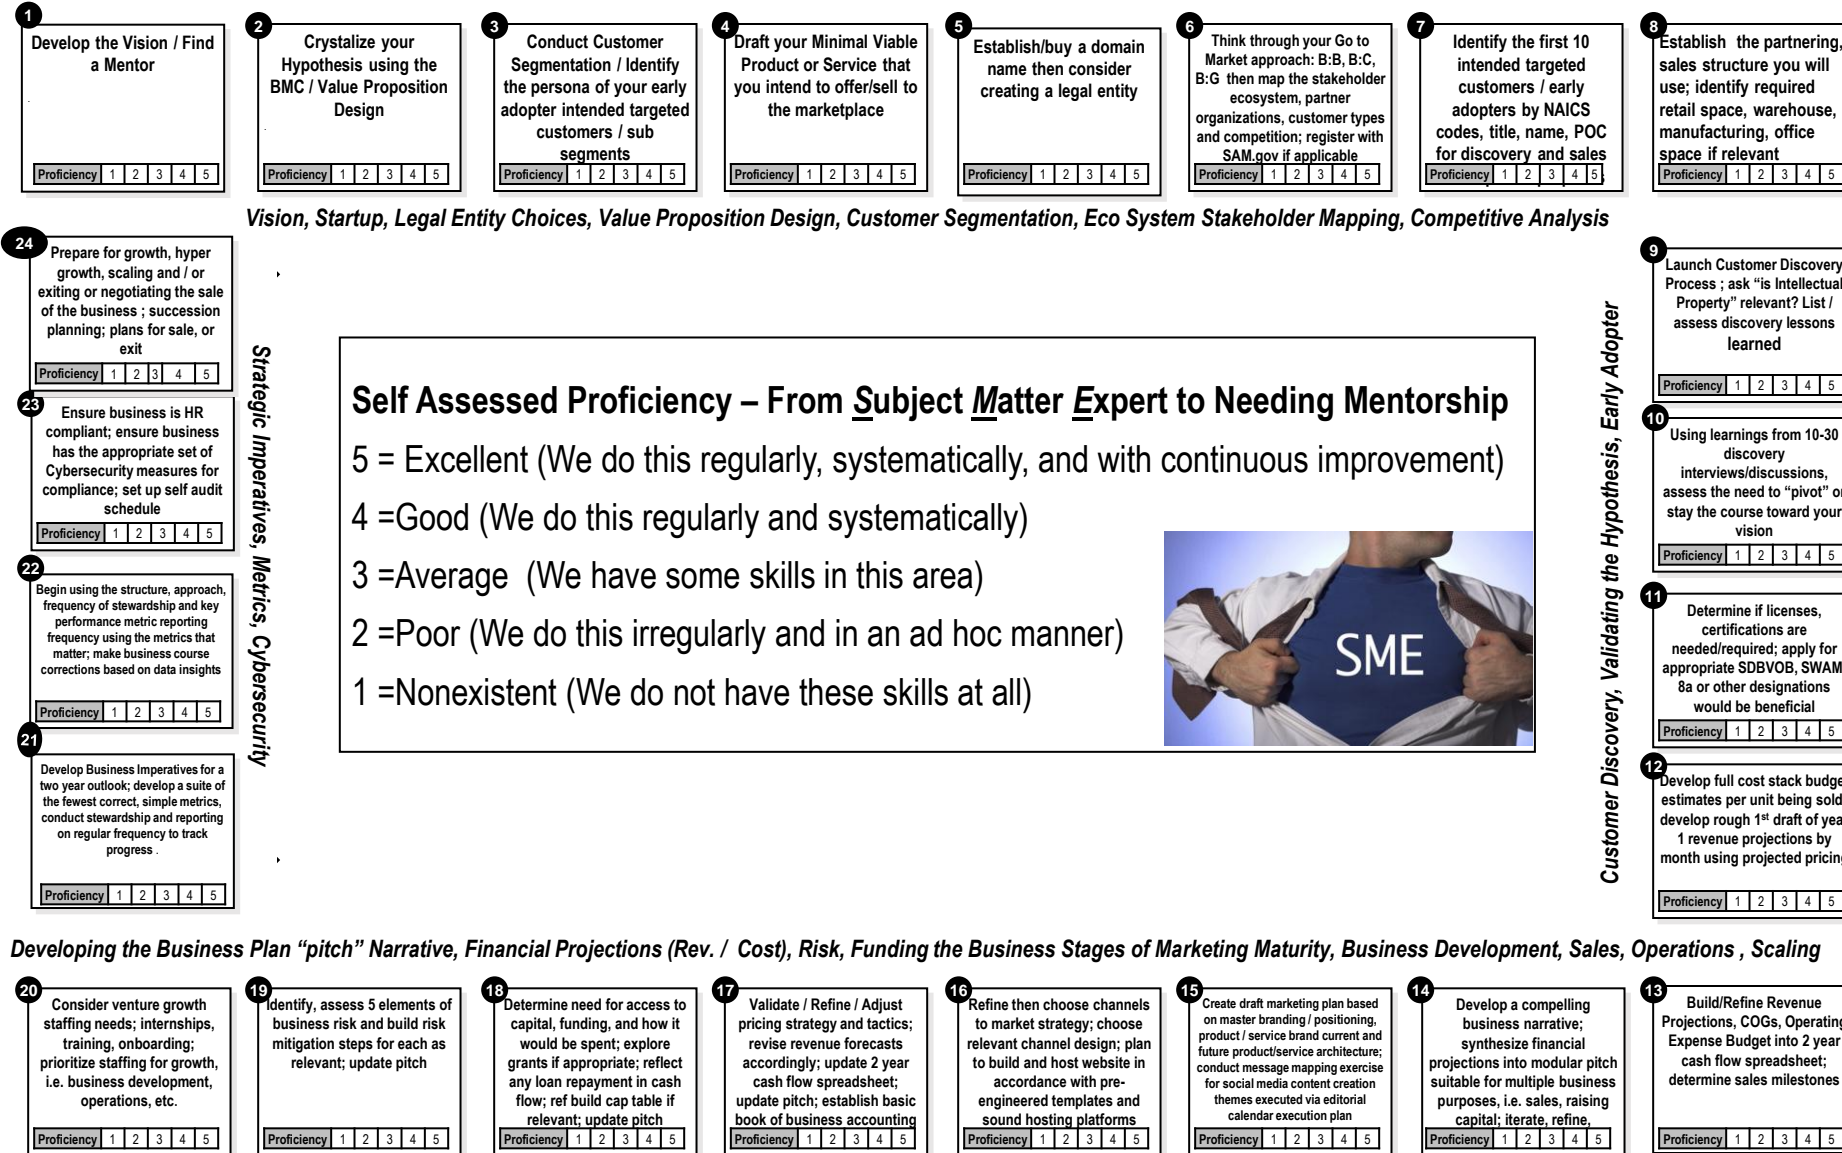 1
Develop the Vision / Find
a Mentor
Proficiency 1 2 3 4 5
2
Crystalize your
Hypothesis using the
BMC / Value Proposition
Design
Proficiency 1 2 3 4 5
3
Conduct Customer
Segmentation / Identify
the persona of your early
adopter intended targeted
customers / sub
segments
Proficiency 1 2 3 4 5
4
Draft your Minimal Viable
Product or Service that
you intend to offer/sell to
the marketplace
Proficiency 1 2 3 4 5
5
Establish/buy a domain
name then consider
creating a legal entity
Proficiency 1 2 3 4 5
6
Think through your Go to
Market approach: B:B, B:C,
B:G then map the stakeholder
ecosystem, partner
organizations, customer types
and competition; register with
SAM.gov if applicable
Proficiency 1 2 3 4 5
7
Identify the first 10
intended targeted
customers / early
adopters by NAICS
codes, title, name, POC
for discovery and sales
Proficiency 1 2 3 4 5
8
Establish the partnering,
sales structure you will
use; identify required
retail space, warehouse,
manufacturing, office
space if relevant
Proficiency 1 2 3 4 5
Vision, Startup, Legal Entity Choices, Value Proposition Design, Customer Segmentation, Eco System Stakeholder Mapping, Competitive Analysis
9
Launch Customer Discovery
Process ; ask “is Intellectual
Property” relevant? List /
assess discovery lessons
learned
Proficiency 1 2 3 4 5
10
Using learnings from 10-30
discovery
interviews/discussions,
assess the need to “pivot” or
stay the course toward your
vision
Proficiency 1 2 3 4 5
11
Determine if licenses,
certifications are
needed/required; apply for
appropriate SDBVOB, SWAM
8a or other designations
would be beneficial
Proficiency 1 2 3 4 5
12
Develop full cost stack budge
estimates per unit being sold
develop rough 1st draft of yea
1 revenue projections by
month using projected pricing
Proficiency 1 2 3 4 5
Customer Discovery, Validating the Hypothesis, Early Adopter
Self Assessed Proficiency – From Subject Matter Expert to Needing Mentorship
5 = Excellent (We do this regularly, systematically, and with continuous improvement)
4 =Good (We do this regularly and systematically)
3 =Average (We have some skills in this area)
2 =Poor (We do this irregularly and in an ad hoc manner)
1 =Nonexistent (We do not have these skills at all)
SME
Strategic Imperatives, Metrics, Cybersecurity
24
Prepare for growth, hyper
growth, scaling and / or
exiting or negotiating the sale
of the business ; succession
planning; plans for sale, or
exit
Proficiency 1 2 3 4 5
23
Ensure business is HR
compliant; ensure business
has the appropriate set of
Cybersecurity measures for
compliance; set up self audit
schedule
Proficiency 1 2 3 4 5
22
Begin using the structure, approach,
frequency of stewardship and key
performance metric reporting
frequency using the metrics that
matter; make business course
corrections based on data insights
Proficiency 1 2 3 4 5
21
Develop Business Imperatives for a
two year outlook; develop a suite of
the fewest correct, simple metrics,
conduct stewardship and reporting
on regular frequency to track
progress .
Proficiency 1 2 3 4 5
Developing the Business Plan “pitch” Narrative, Financial Projections (Rev. / Cost), Risk, Funding the Business Stages of Marketing Maturity, Business Development, Sales, Operations , Scaling
20
Consider venture growth
staffing needs; internships,
training, onboarding;
prioritize staffing for growth,
i.e. business development,
operations, etc.
Proficiency 1 2 3 4 5
19
Identify, assess 5 elements of
business risk and build risk
mitigation steps for each as
relevant; update pitch
Proficiency 1 2 3 4 5
18
Determine need for access to
capital, funding, and how it
would be spent; explore
grants if appropriate; reflect
any loan repayment in cash
flow; ref build cap table if
relevant; update pitch
Proficiency 1 2 3 4 5
17
Validate / Refine / Adjust
pricing strategy and tactics;
revise revenue forecasts
accordingly; update 2 year
cash flow spreadsheet;
update pitch; establish basic
book of business accounting
Proficiency 1 2 3 4 5
16
Refine then choose channels
to market strategy; choose
relevant channel design; plan
to build and host website in
accordance with pre-
engineered templates and
sound hosting platforms
Proficiency 1 2 3 4 5
15
Create draft marketing plan based
on master branding / positioning,
product / service brand current and
future product/service architecture;
conduct message mapping exercise
for social media content creation
themes executed via editorial
calendar execution plan
Proficiency 1 2 3 4 5
14
Develop a compelling
business narrative;
synthesize financial
projections into modular pitch
suitable for multiple business
purposes, i.e. sales, raising
capital; iterate, refine,
Proficiency 1 2 3 4 5
13
Build/Refine Revenue
Projections, COGs, Operating
Expense Budget into 2 year
cash flow spreadsheet;
determine sales milestones
Proficiency 1 2 3 4 5